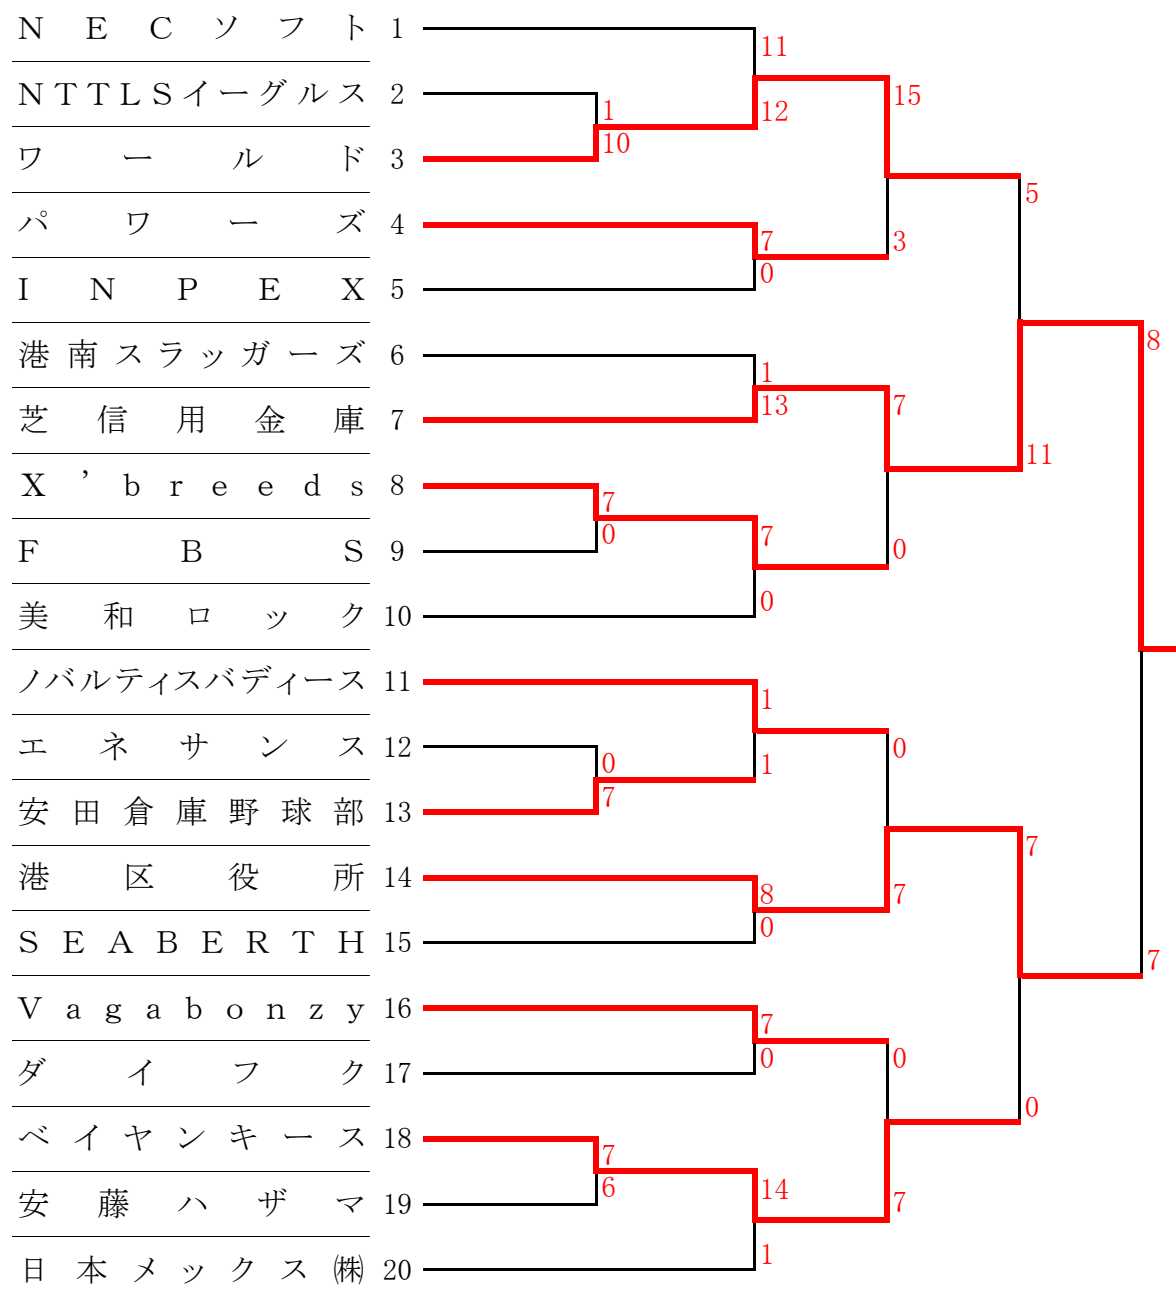 NECソフト 1
NTTLSイーグルス 2
ワールド 3
パワーズ 4
INPEX 5
港南スラッガーズ 6
芝信用金庫 7
X’breeds 8
FBS 9
美和ロック 10
ノバルティスバディース 11
エネサンス 12
安田倉庫野球部 13
港区役所 14
SEABERTH 15
Vagabonzy 16
ダイフク 17
ベイヤンキース 18
安藤ハザマ 19
日本メックス㈱ 20
1
10
7
0
0
7
7
6
11
12
7
0
1
13
7
0
1
1
8
0
7
0
14
1
15
3
7
0
0
7
0
7
5
11
7
0
8
7